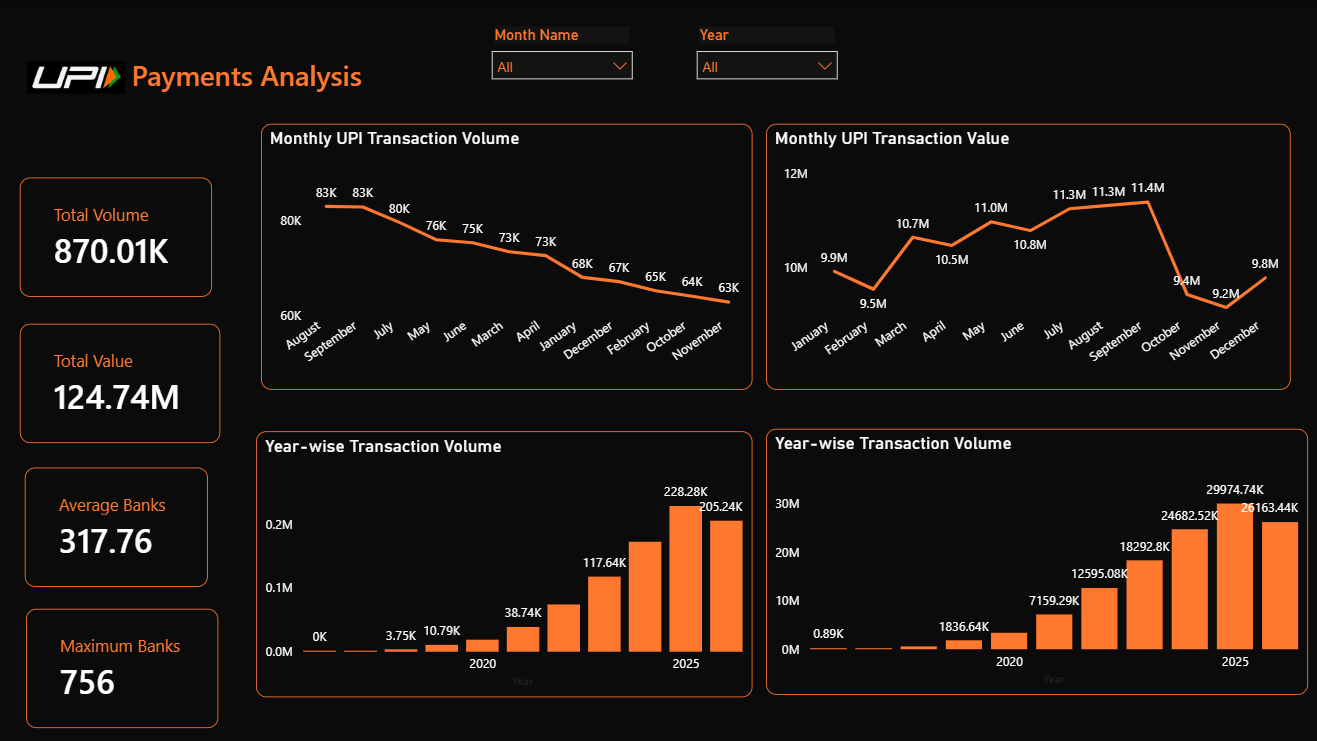 Month Name
Year
All
All
UPI Payments Analysis
Total Volume
870.01K
Total Value
124.74M
Average Banks
317.76
Maximum Banks
756
Monthly UPI Transaction Volume
83K 83K 80K 76K 75K 73K 73K 68K 67K 65K 64K 63K
80K
60K
August September July May June March April January December February October November
Monthly UPI Transaction Value
12M
10M
9.9M 9.5M 10.7M 10.5M 11.0M 10.8M 11.3M 11.3M 11.4M 9.4M 9.2M 9.8M
January February March April May June July August September October November December
Year-wise Transaction Volume
0.2M
0.1M
0.0M
0K 3.75K 10.79K 38.74K 117.64K 228.28K 205.24K
2020 2025
Year
Year-wise Transaction Volume
30M
20M
10M
0M
0.89K 1836.64K 7159.29K 12595.08K 18292.8K 24682.52K 29974.74K 26163.44K
2020 2025
Year